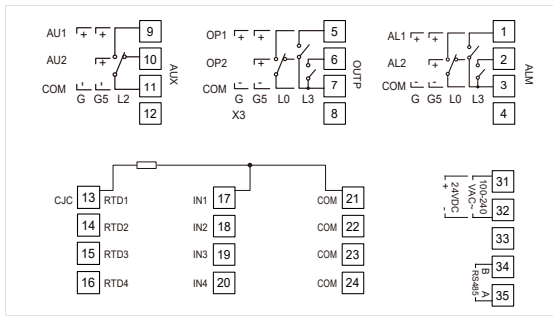 AU1 + + 9
AU2 + 10
COM - - 11
G G5 L2 12
AUX
OP1 + + 5
OP2 + 6
COM - - 7
G G5 L0 L3 8
X3
OUTP
AL1 + + 1
AL2 + 2
COM - - 3
G G5 L0 L3 4
ALM
CJC 13 RTD1
14 RTD2
15 RTD3
16 RTD4
IN1 17
IN2 18
IN3 19
IN4 20
COM 21
COM 22
COM 23
COM 24
24VDC
+ -
100-240
VAC~
31
32
33
34
35
RS485
B A